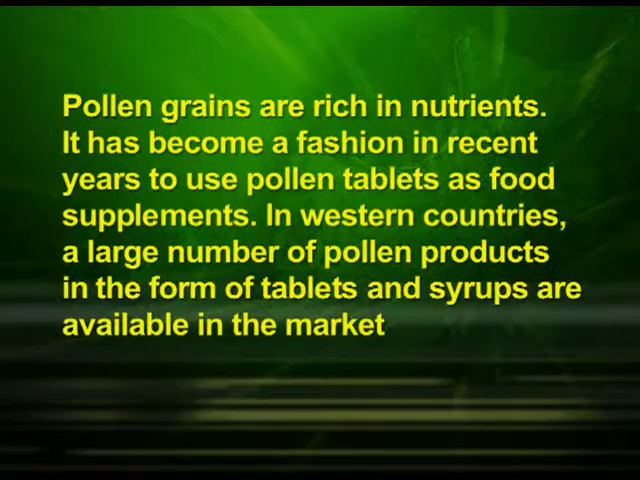 Pollen grains are rich in nutrients.
It has become a fashion in recent
years to use pollen tablets as food
supplements. In western countries,
a large number of pollen products
in the form of tablets and syrups are
available in the market